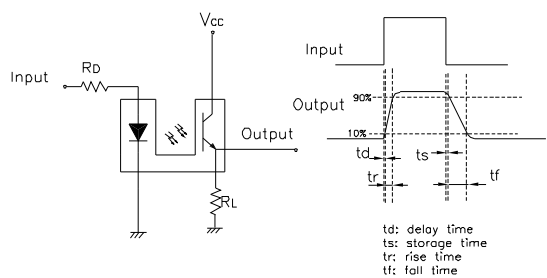 Vcc
RD
Input
Output
RL
Input
Output
90%
10%
td
ts
tr
tf
td: delay time
ts: storage time
tr: rise time
tf: fall time